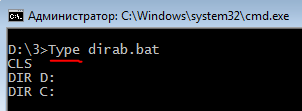 Администратор: C:\Windows\system32\cmd.exe
D:\3>Type dirab.bat
CLS
DIR D:
DIR C: